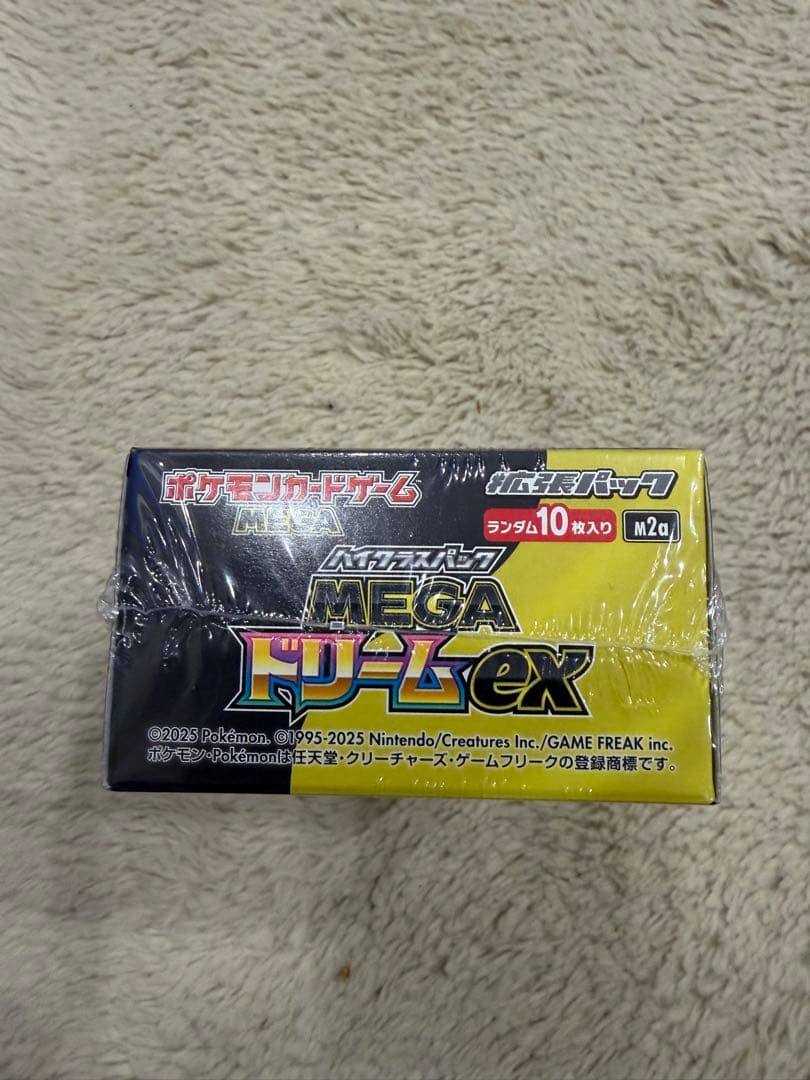 ポケモンカードゲーム
MEGA
拡張パック
ランダム10枚入り
M2a
ハイクラスパック
MEGA
ドリームex
©2025 Pokémon. ©1995-2025 Nintendo/Creatures Inc./GAME FREAK inc.
ポケモン・Pokémonは任天堂・クリーチャーズ・ゲームフリークの登録商標です。